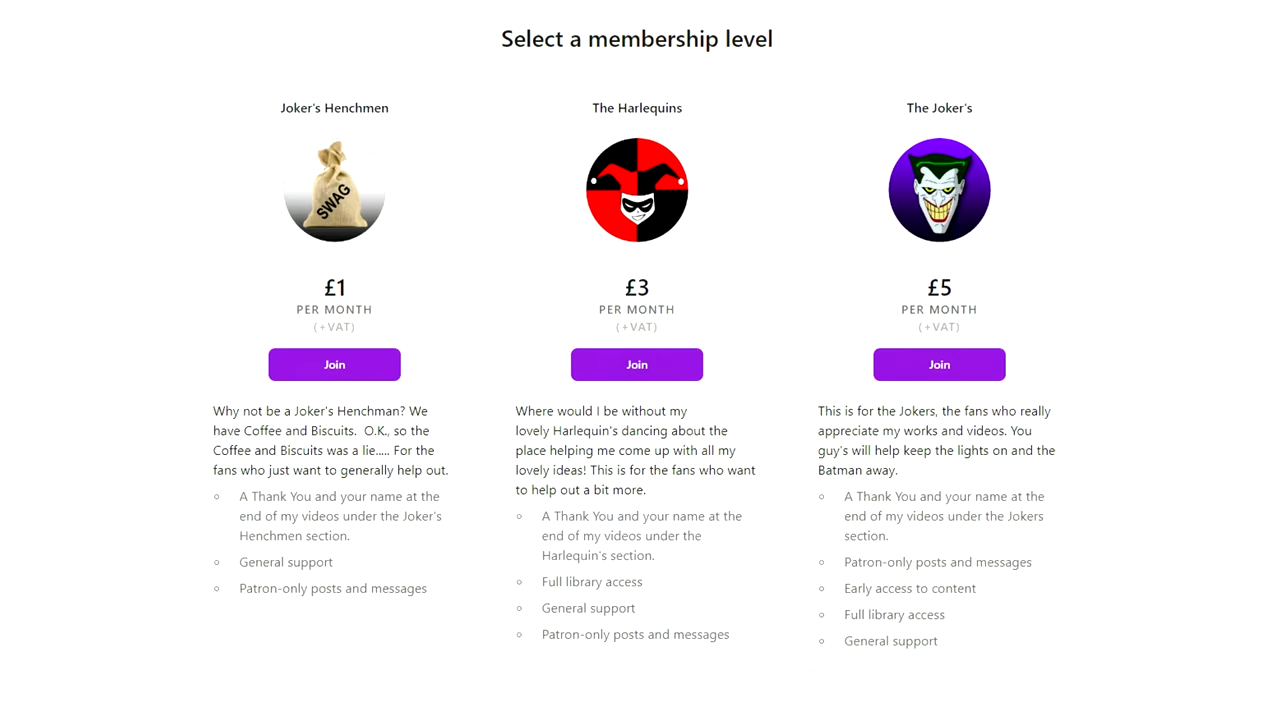 Select a membership level
Joker's Henchmen
SWAG
£1
PER MONTH
(+VAT)
Join
Why not be a Joker's Henchman? We
have Coffee and Biscuits.  O.K., so the
Coffee and Biscuits was a lie..... For the
fans who just want to generally help out.
A Thank You and your name at the
end of my videos under the Joker's
Henchmen section.
General support
Patron-only posts and messages
The Harlequins
£3
PER MONTH
(+VAT)
Join
Where would I be without my
lovely Harlequin's dancing about the
place helping me come up with all my
lovely ideas! This is for the fans who want
to help out a bit more.
A Thank You and your name at the
end of my videos under the
Harlequin's section.
Full library access
General support
Patron-only posts and messages
The Joker's
£5
PER MONTH
(+VAT)
Join
This is for the Jokers, the fans who really
appreciate my works and videos. You
guy's will help keep the lights on and the
Batman away.
A Thank You and your name at the
end of my videos under the Jokers
section.
Patron-only posts and messages
Early access to content
Full library access
General support